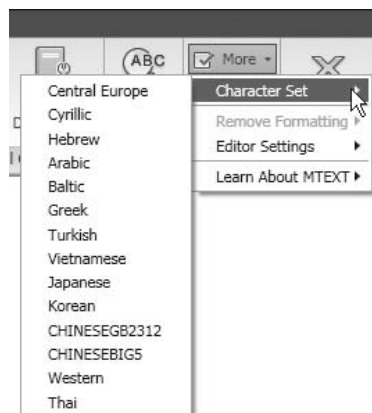 ABC
More
Central Europe
Cyrillic
Hebrew
Arabic
Baltic
Greek
Turkish
Vietnamese
Japanese
Korean
CHINESEGB2312
CHINESEBIG5
Western
Thai
Character Set
Remove Formatting
Editor Settings
Learn About MTEXT